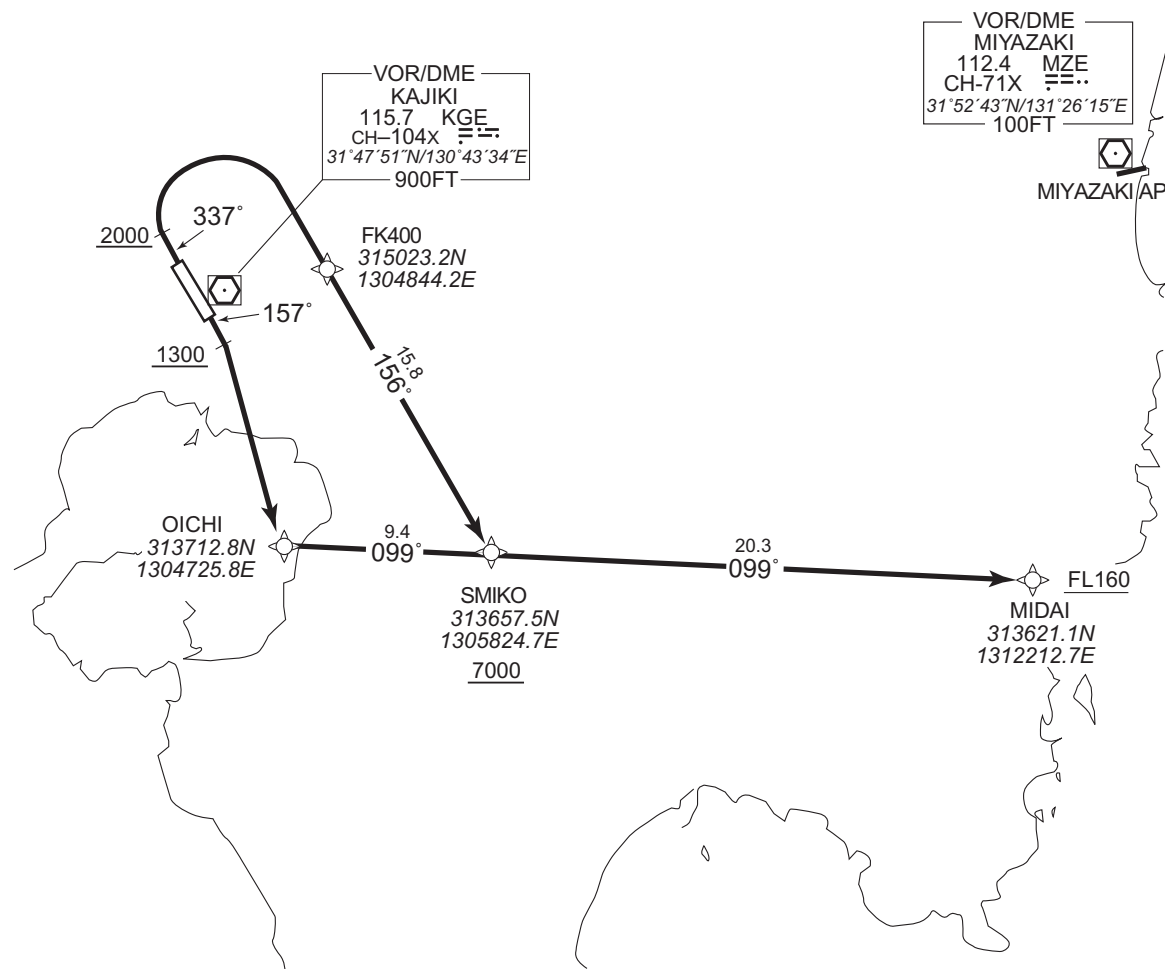 VOR/DME
MIYAZAKI
112.4 MZE
CH-71X
31°52´43˝N/131°26´15˝E
100FT
MIYAZAKI AP
VOR/DME
KAJIKI
115.7 KGE
CH–104X
31°47´51˝N/130°43´34˝E
900FT
337°
2000
FK400
315023.2N
1304844.2E
157°
1300
15.8
156°
OICHI
313712.8N
1304725.8E
9.4
099°
20.3
099°
SMIKO
313657.5N
1305824.7E
7000
FL160
MIDAI
313621.1N
1312212.7E